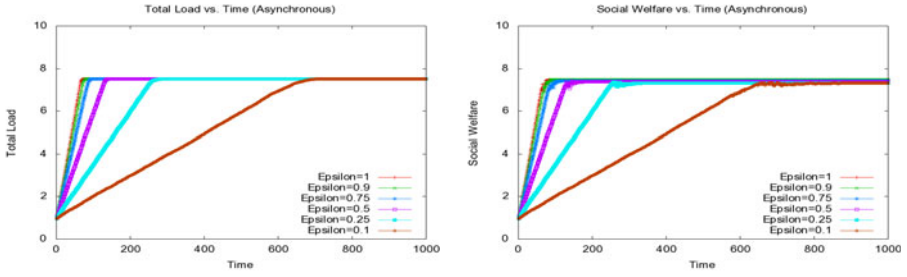 Total Load vs. Time (Asynchronous)
Total Load
10
8
6
4
2
0
Epsilon=1
Epsilon=0.9
Epsilon=0.75
Epsilon=0.5
Epsilon=0.25
Epsilon=0.1
0 200 400 600 800 1000
Time
Social Welfare vs. Time (Asynchronous)
Social Welfare
10
8
6
4
2
0
Epsilon=1
Epsilon=0.9
Epsilon=0.75
Epsilon=0.5
Epsilon=0.25
Epsilon=0.1
0 200 400 600 800 1000
Time